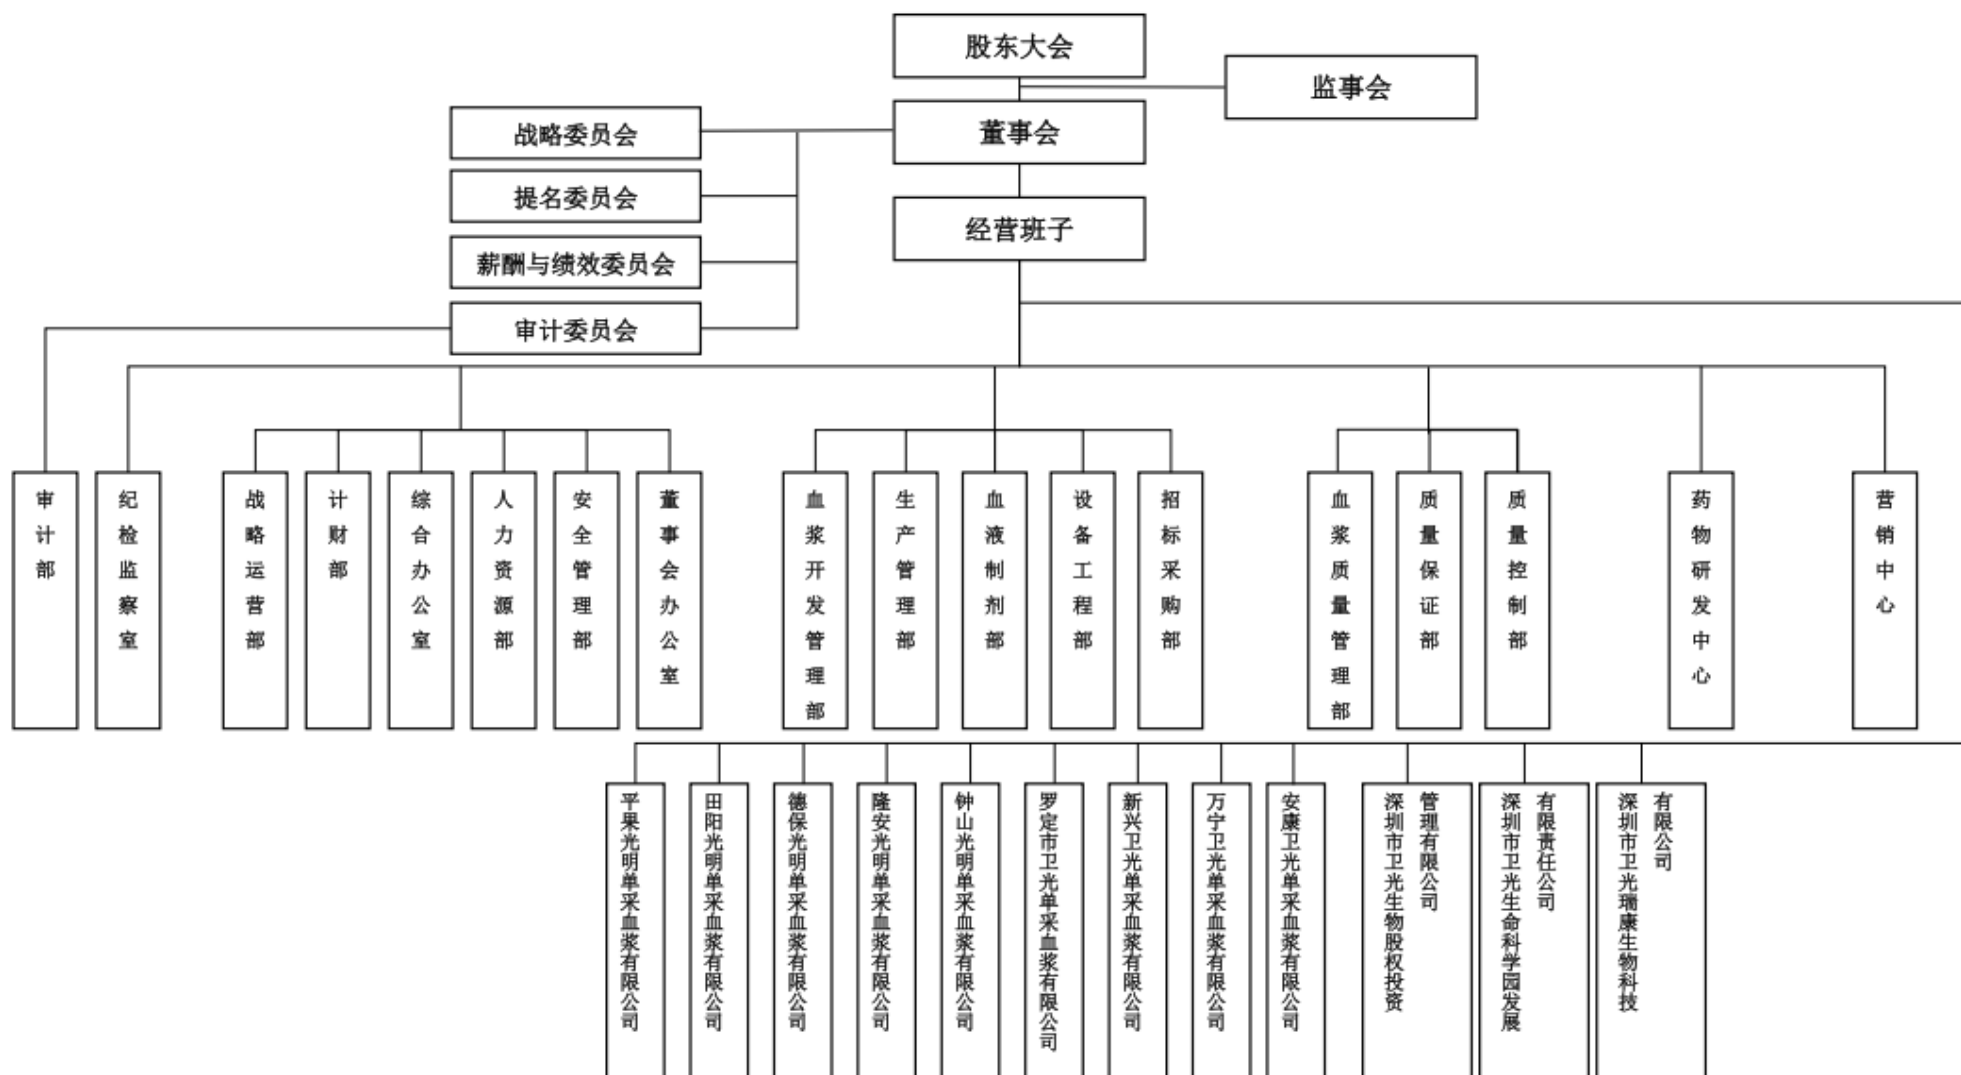 股东大会
监事会
董事会
战略委员会
提名委员会
经营班子
薪酬与绩效委员会
审计委员会
审计部
纪检监察室
战略运营部
计财部
综合办公室
人力资源部
安全管理部
董事会办公室
血浆开发管理部
生产管理部
血液制剂部
设备工程部
招标采购部
血浆质量管理部
质量保证部
质量控制部
药物研发中心
营销中心
平果光明单采血浆有限公司
田阳光明单采血浆有限公司
德保光明单采血浆有限公司
隆安光明单采血浆有限公司
钟山光明单采血浆有限公司
罗定市卫光单采血浆有限公司
新兴卫光单采血浆有限公司
万宁卫光单采血浆有限公司
安康卫光单采血浆有限公司
深圳市卫光生物股权投资
管理有限公司
深圳市卫光生命科学园发展
有限责任公司
深圳市卫光瑞康生物科技
有限公司